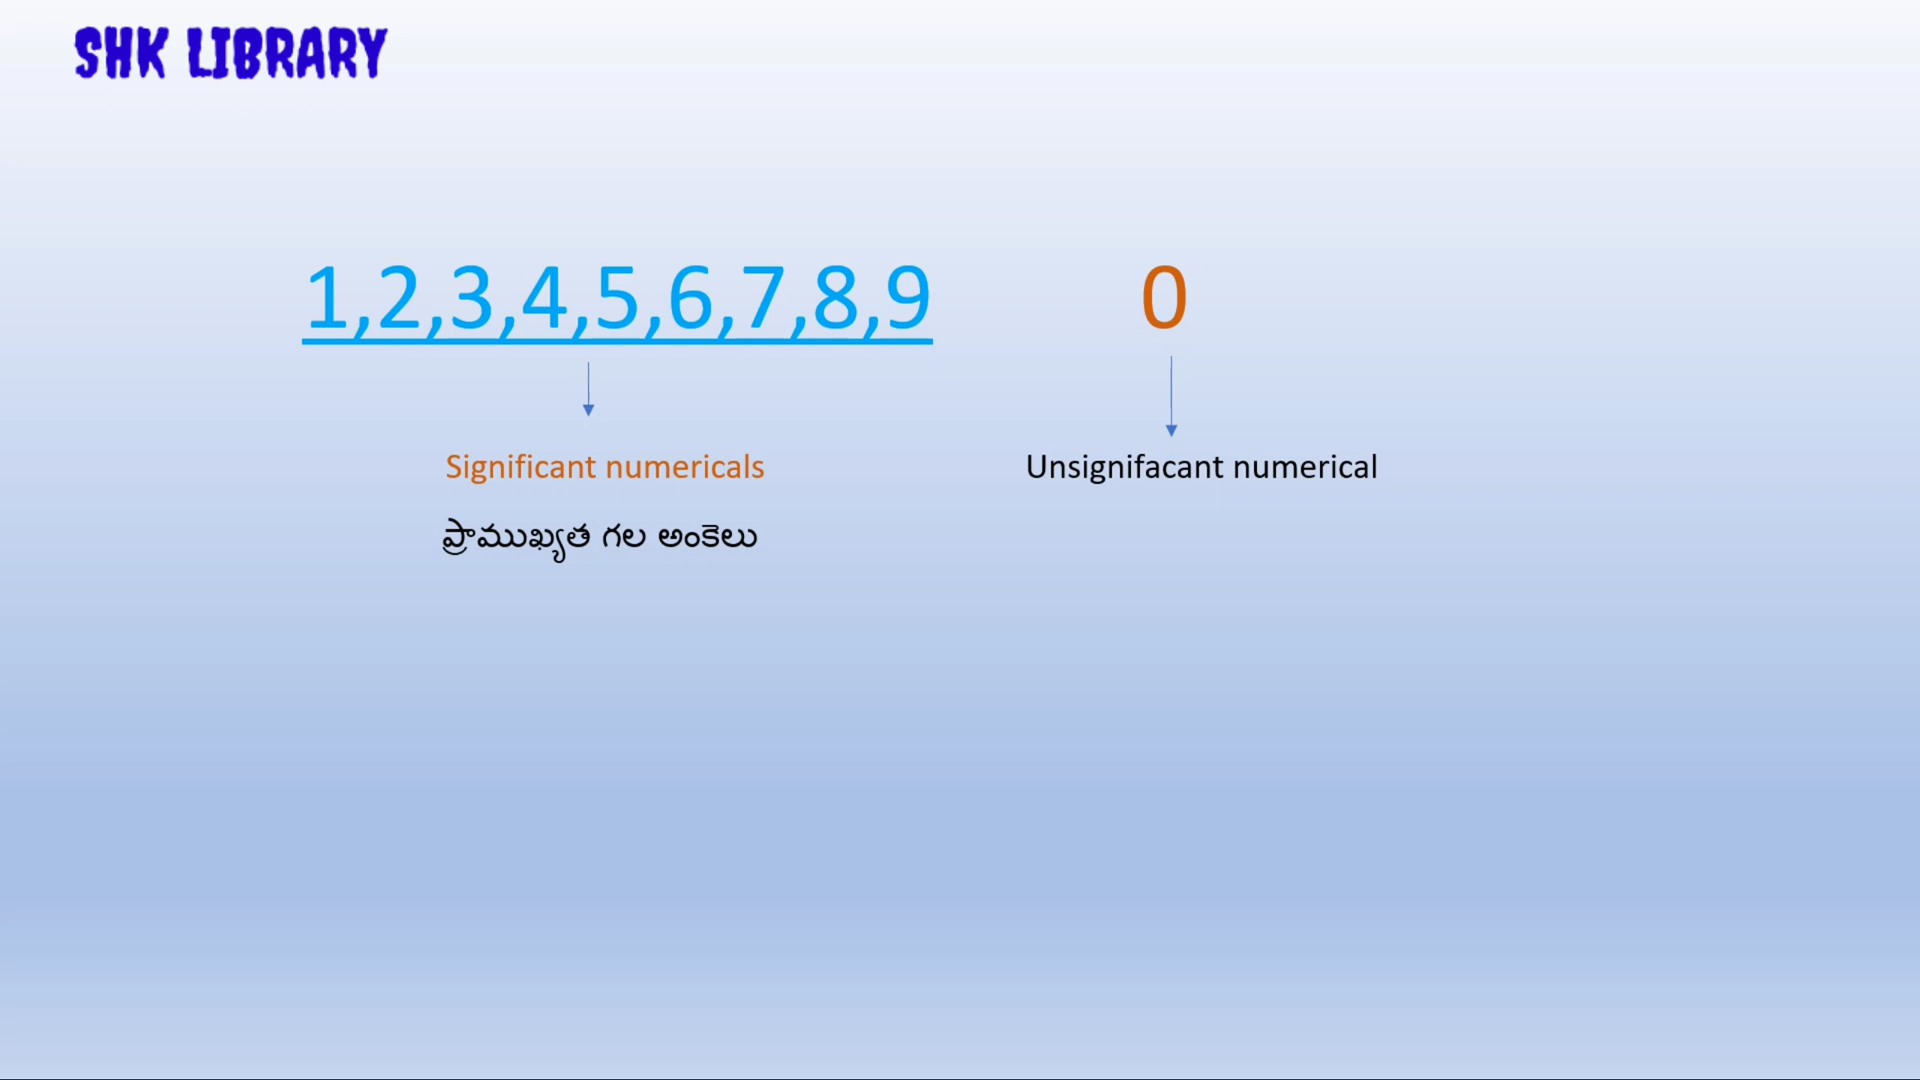 SHK LIBRARY
1,2,3,4,5,6,7,8,9 0
Significant numericals Unsignifacant numerical
ప్రాముఖ్యత గల అంకెలు